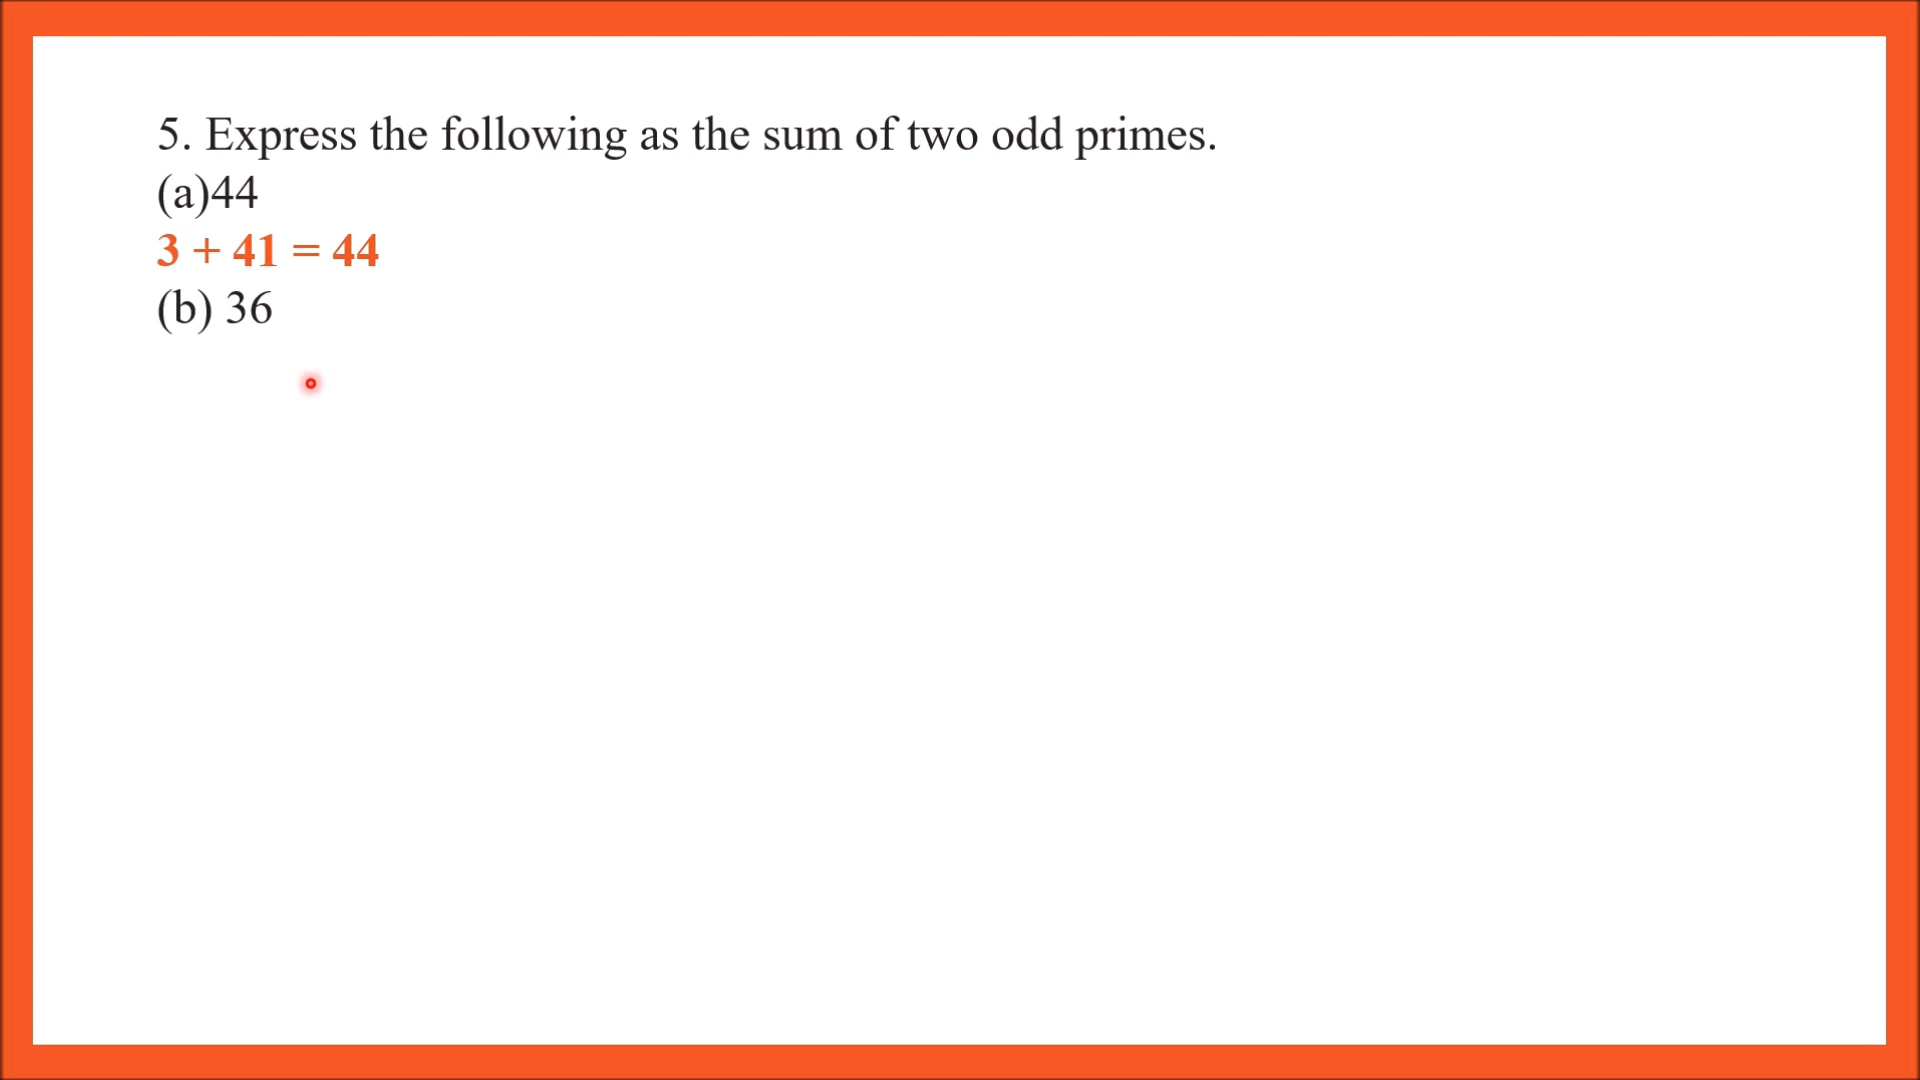 5. Express the following as the sum of two odd primes.
(a)44
3 + 41 = 44
(b) 36